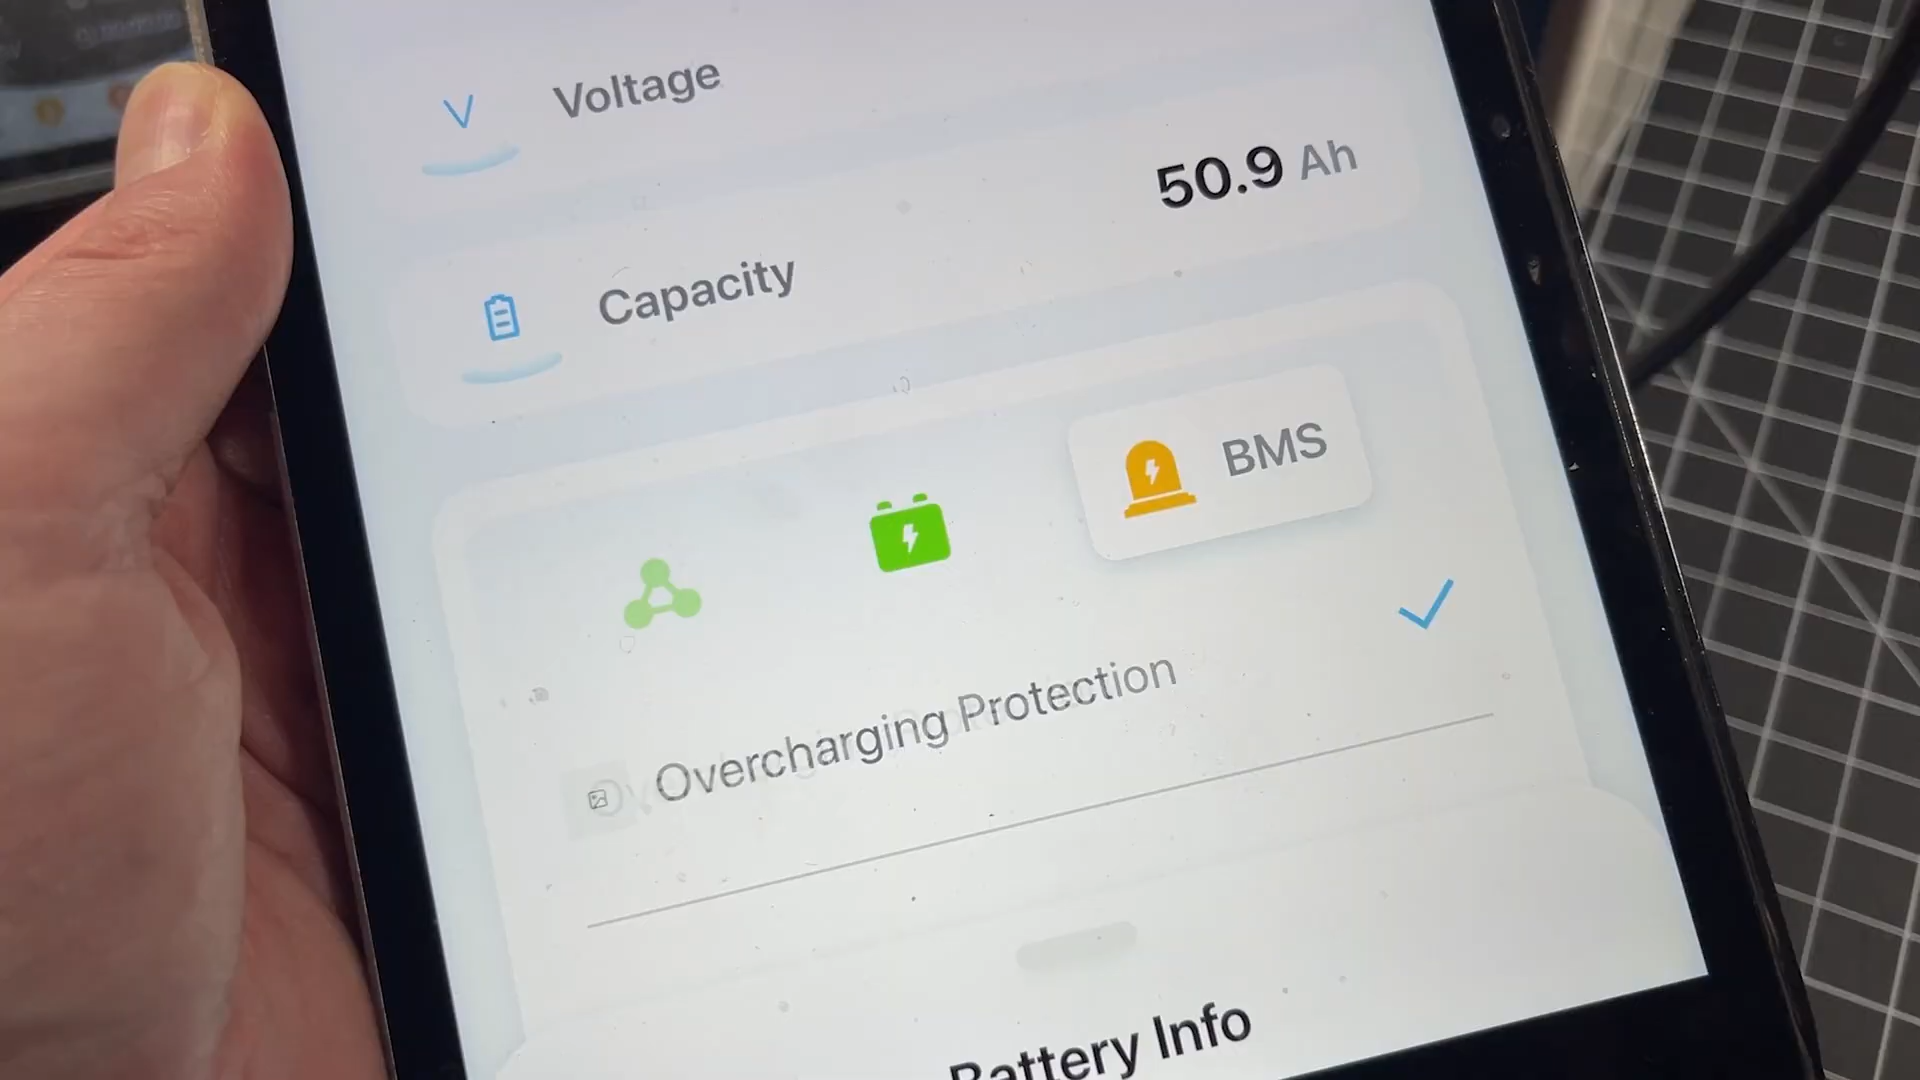 V Voltage
50.9 Ah
Capacity
BMS
Overcharging Protection
Battery Info